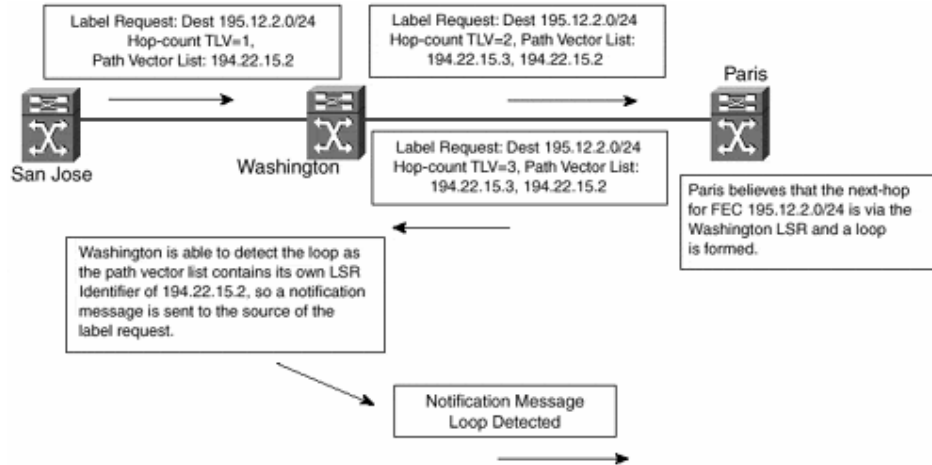 Label Request: Dest 195.12.2.0/24
Hop-count TLV=1,
Path Vector List: 194.22.15.2
Label Request: Dest 195.12.2.0/24
Hop-count TLV=2, Path Vector List:
194.22.15.3, 194.22.15.2
Paris
San Jose
Washington
Label Request: Dest 195.12.2.0/24
Hop-count TLV=3, Path Vector List:
194.22.15.3, 194.22.15.2
Paris believes that the next-hop
for FEC 195.12.2.0/24 is via the
Washington LSR and a loop
is formed.
Washington is able to detect the loop as
the path vector list contains its own LSR
Identifier of 194.22.15.2, so a notification
message is sent to the source of the
label request.
Notification Message
Loop Detected